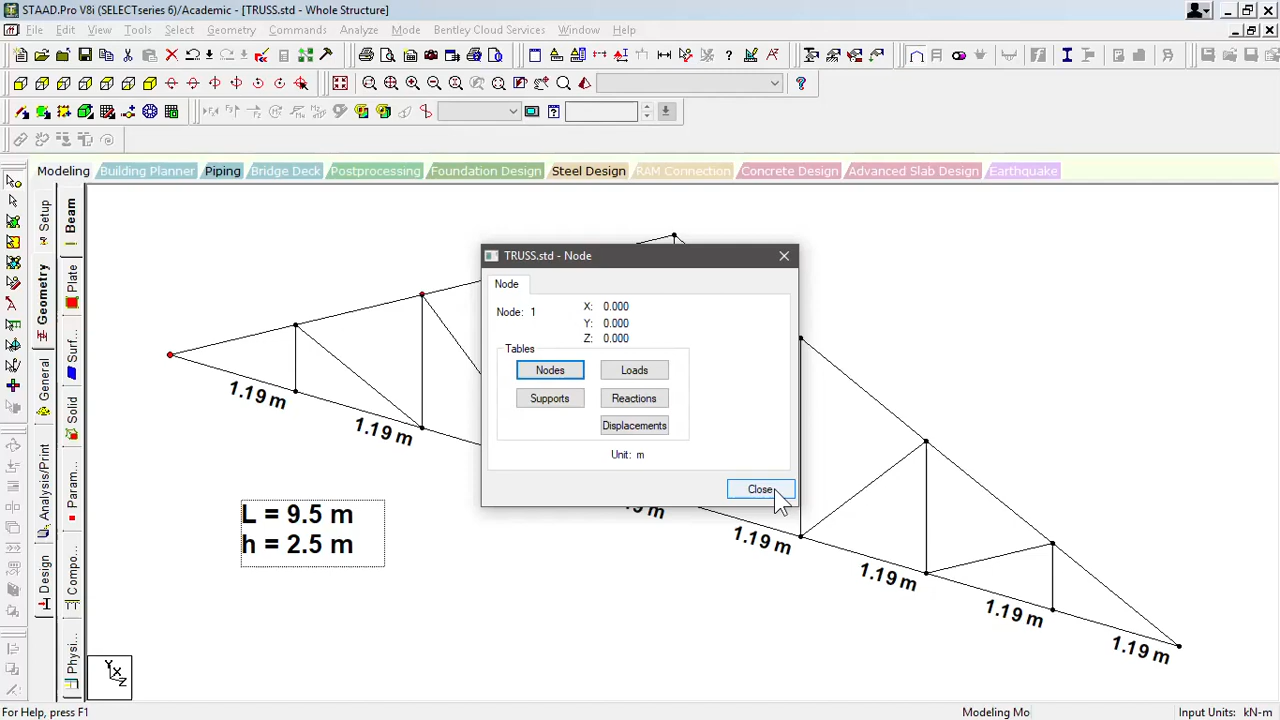 STAAD.Pro V8i (SELECTseries 6)/Academic - [TRUSS.std - Whole Structure]
File Edit View Tools Select Geometry Commands Analyze Mode Bentley Cloud Services Window Help
Modeling Building Planner Piping Bridge Deck Postprocessing Foundation Design Steel Design RAM Connection Concrete Design Advanced Slab Design Earthquake
Setup
Geometry
General
Analysis/Print
Design
Beam
Plate
Surf...
Solid
Param...
Compo...
Physi...
TRUSS.std - Node
Node
Node: 1
X: 0.000
Y: 0.000
Z: 0.000
Tables
Nodes Loads
Supports Reactions
Displacements
Unit: m
Close
1.19 m
1.19 m
1.19 m
1.19 m
1.19 m
1.19 m
L = 9.5 m
h = 2.5 m
Y
X
Z
For Help, press F1
Modeling Mo
Input Units: kN-m